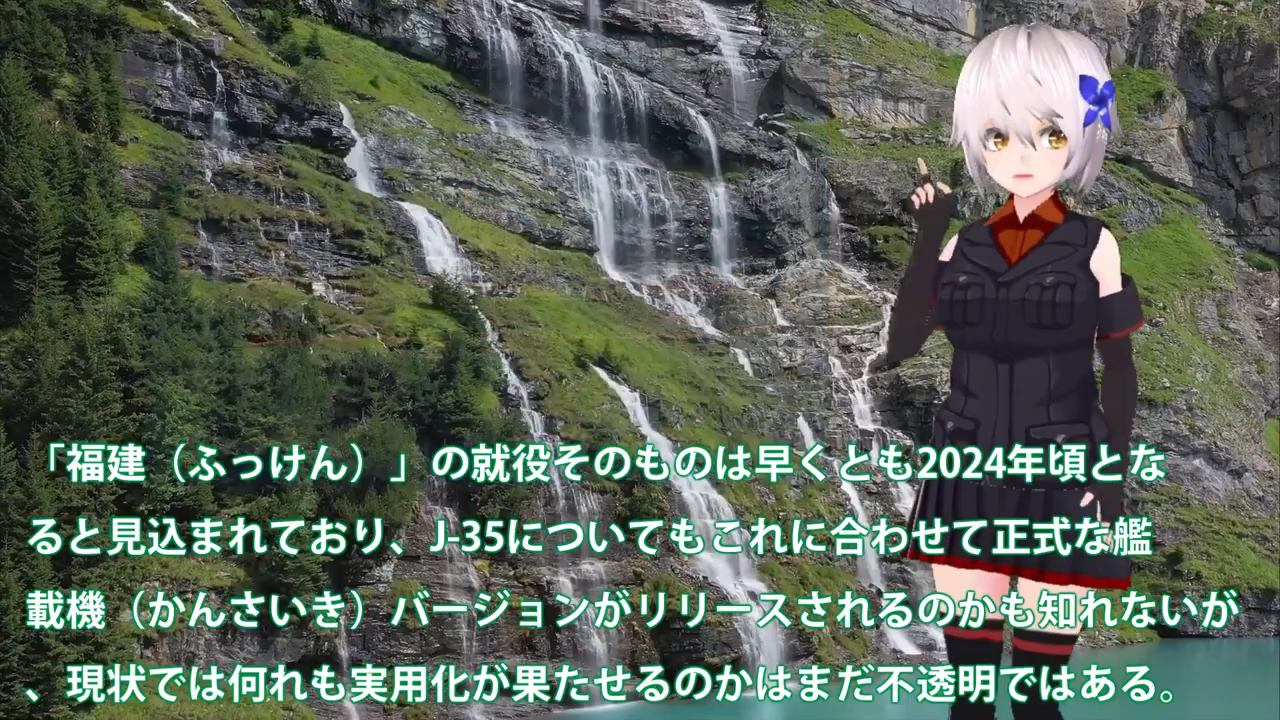 「福建（ふっけん）」の就役そのものは早くとも2024年頃とな
ると見込まれており、J-35についてもこれに合わせて正式な艦
載機（かんさいき）バージョンがリリースされるのかも知れないが
、現状では何れも実用化が果たせるのかはまだ不透明ではある。